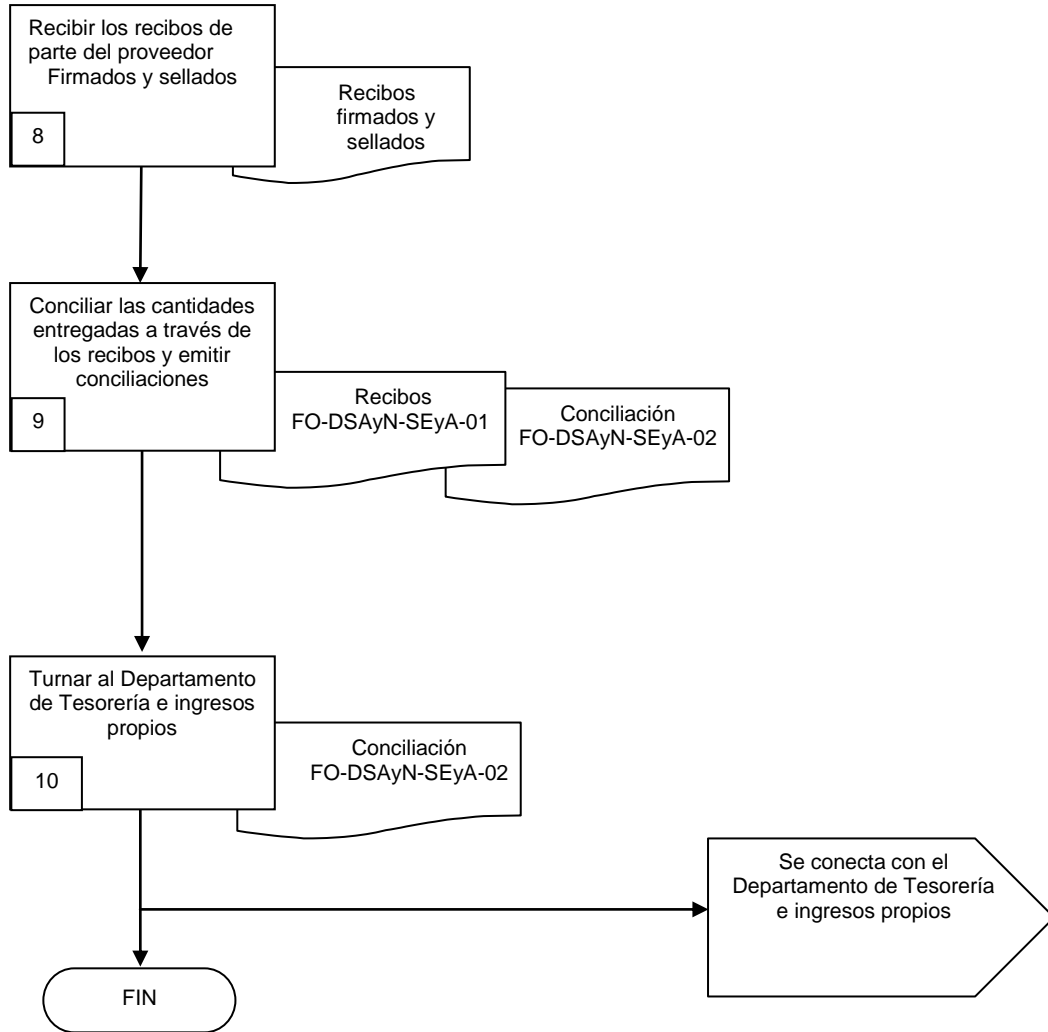 Recibir los recibos de
parte del proveedor
Firmados y sellados
8
Recibos
firmados y
sellados
Conciliar las cantidades
entregadas a través de
los recibos y emitir
conciliaciones
9
Recibos
FO-DSAyN-SEyA-01
Conciliación
FO-DSAyN-SEyA-02
Turnar al Departamento
de Tesorería e ingresos
propios
10
Conciliación
FO-DSAyN-SEyA-02
Se conecta con el
Departamento de Tesorería
e ingresos propios
FIN